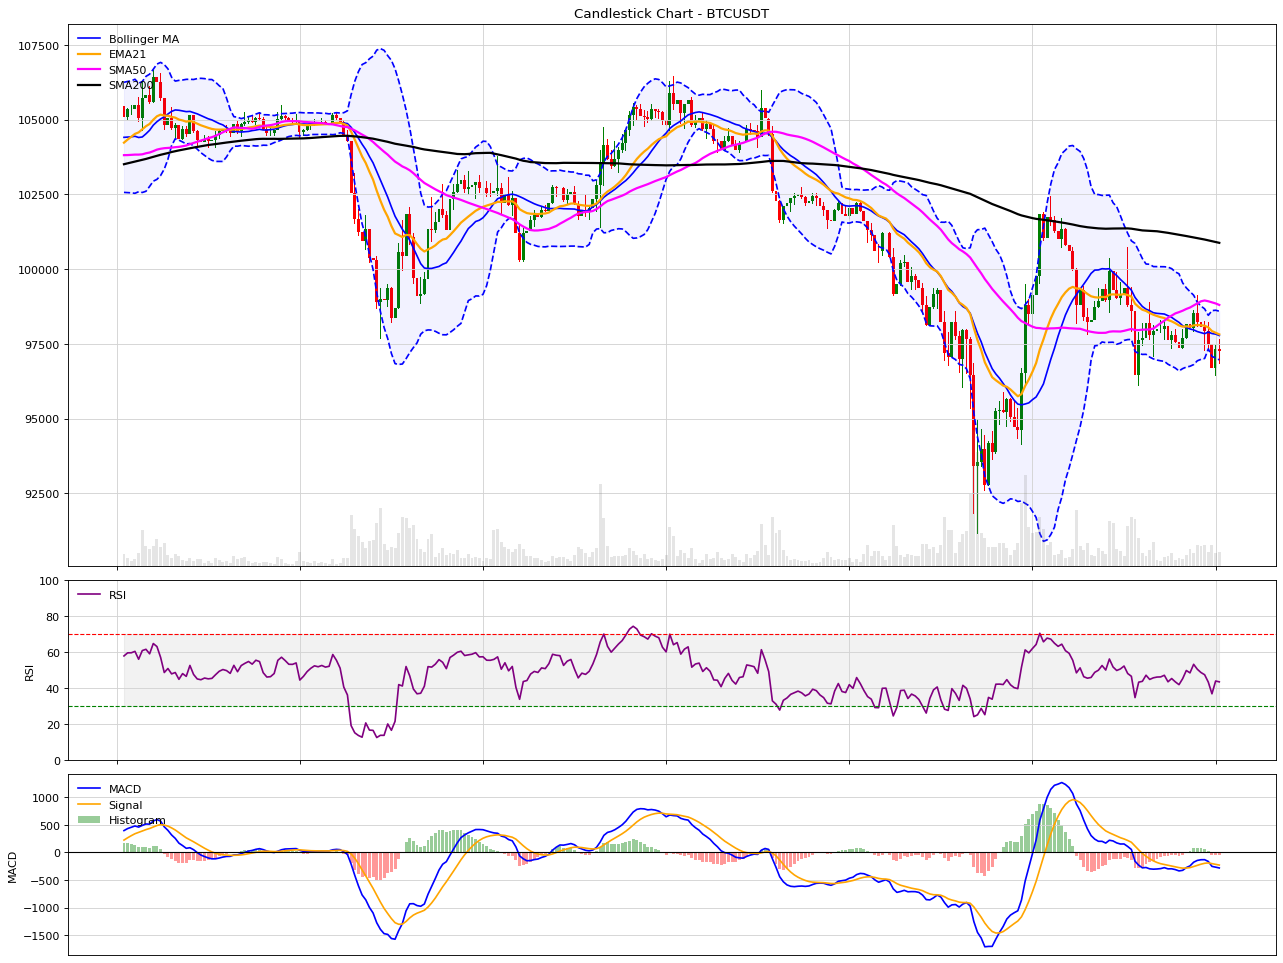 Candlestick Chart - BTCUSDT
Bollinger MA
EMA21
SMA50
SMA200
107500
105000
102500
100000
97500
95000
92500
RSI
100
80
60
40
20
0
RSI
MACD
Signal
Histogram
1000
500
0
−500
−1000
−1500
MACD